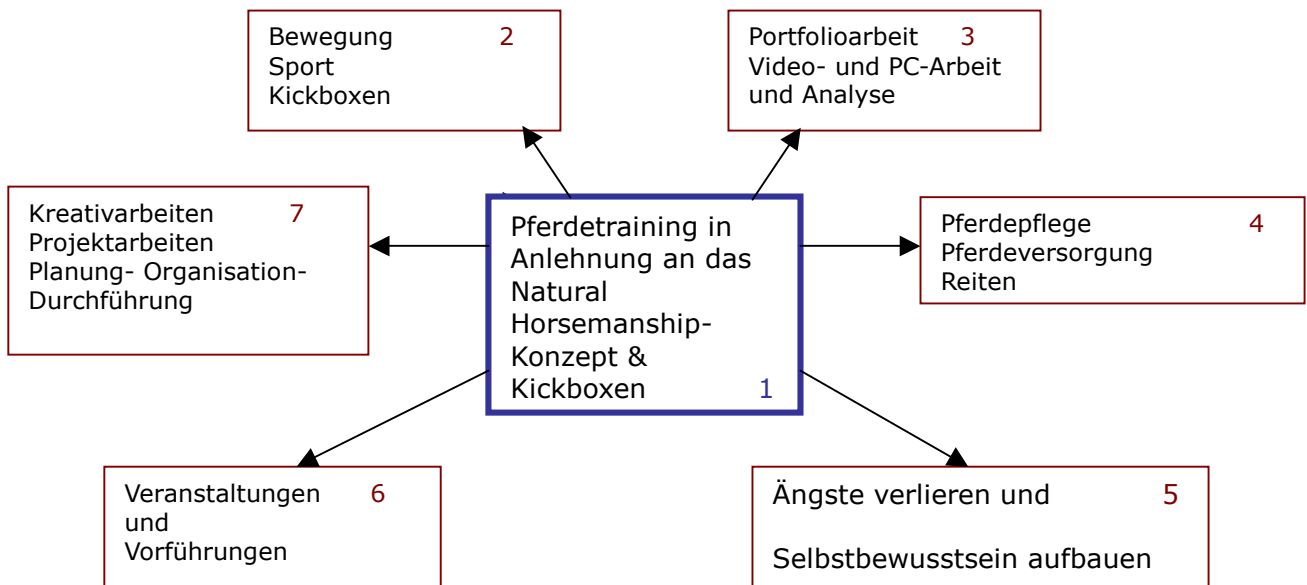 Bewegung 2
Sport
Kickboxen
Portfolioarbeit 3
Video- und PC-Arbeit
und Analyse
Kreativarbeiten 7
Projektarbeiten
Planung- Organisation-
Durchführung
Pferdetraining in
Anlehnung an das
Natural
Horsemanship-
Konzept &
Kickboxen 1
Pferdepflege 4
Pferdeversorgung
Reiten
Veranstaltungen 6
und
Vorführungen
Ängste verlieren und 5
Selbstbewusstsein aufbauen